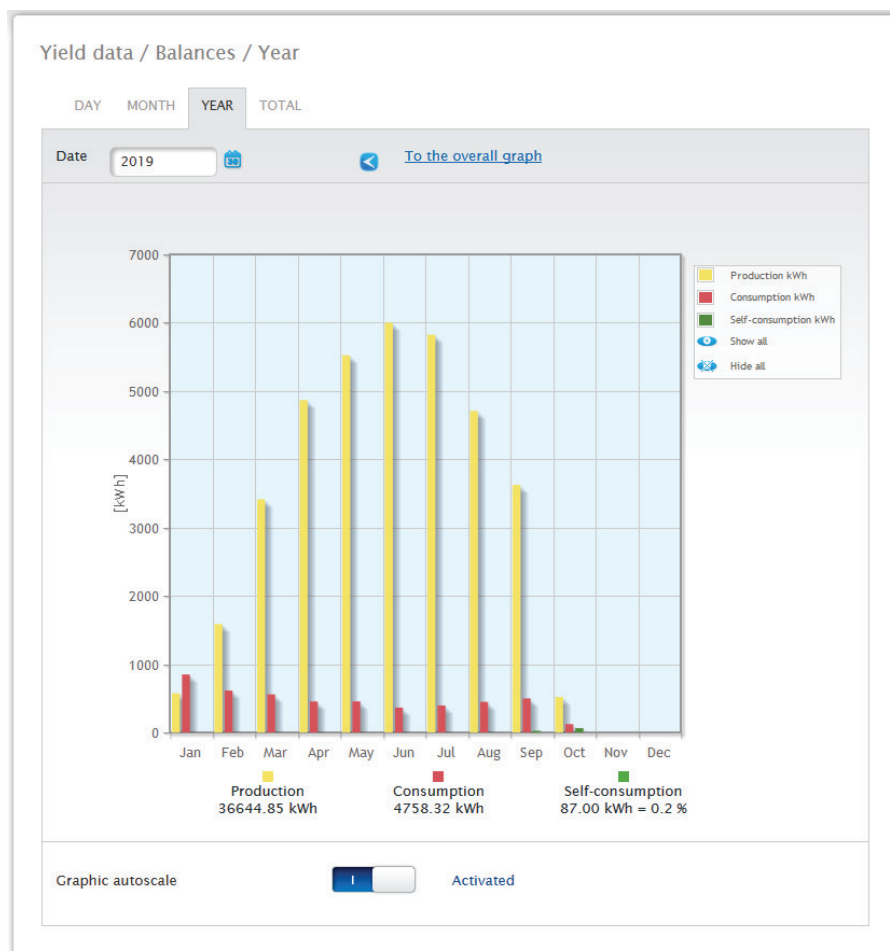 Yield data / Balances / Year
DAY MONTH YEAR TOTAL
Date 2019 30 To the overall graph
7000
6000
5000
4000
3000
2000
1000
0
[kWh]
Production kWh
Consumption kWh
Self-consumption kWh
Show all
Hide all
Jan Feb Mar Apr May Jun Jul Aug Sep Oct Nov Dec
Production Consumption Self-consumption
36644.85 kWh 4758.32 kWh 87.00 kWh = 0.2 %
Graphic autoscale I Activated